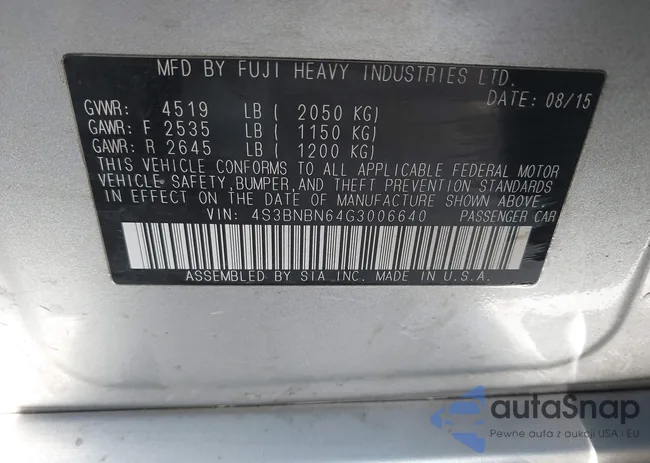 MFD BY FUJI HEAVY INDUSTRIES LTD.
DATE: 08/15
GVWR: 4519 LB ( 2050 KG)
GAWR: F 2535 LB ( 1150 KG)
GAWR: R 2645 LB ( 1200 KG)
THIS VEHICLE CONFORMS TO ALL APPLICABLE FEDERAL MOTOR
VEHICLE SAFETY, BUMPER, AND THEFT PREVENTION STANDARDS
IN EFFECT ON THE DATE OF MANUFACTURE SHOWN ABOVE.
VIN: 4S3BNBN64G3006640 PASSENGER CAR
ASSEMBLED BY SIA INC. MADE IN U.S.A.
autoSnap
Pewne auta z aukcji USA i EU